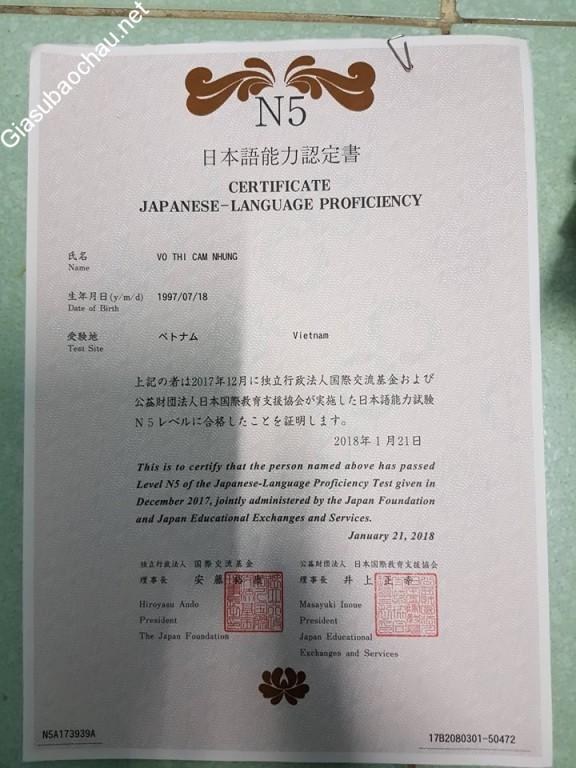 Giasubaochau.net
N5
日本語能力認定書
CERTIFICATE
JAPANESE-LANGUAGE PROFICIENCY
氏名 VO THI CAM NHUNG
Name
生年月日(y/m/d) 1997/07/18
Date of Birth
受験地 ベトナム Vietnam
Test Site
上記の者は2017年12月に独立行政法人国際交流基金および
公益財団法人日本国際教育支援協会が実施した日本語能力試験
N5レベルに合格したことを証明します。
2018年1月21日
This is to certify that the person named above has passed
Level N5 of the Japanese-Language Proficiency Test given in
December 2017, jointly administered by the Japan Foundation
and Japan Educational Exchanges and Services.
January 21, 2018
独立行政法人 国際交流基金
理事長 安藤裕康
Hiroyasu Ando
President
The Japan Foundation
公益財団法人 日本国際教育支援協会
理事長 井上正幸
Masayuki Inoue
President
Japan Educational
Exchanges and Services
N5A173939A
17B2080301-50472